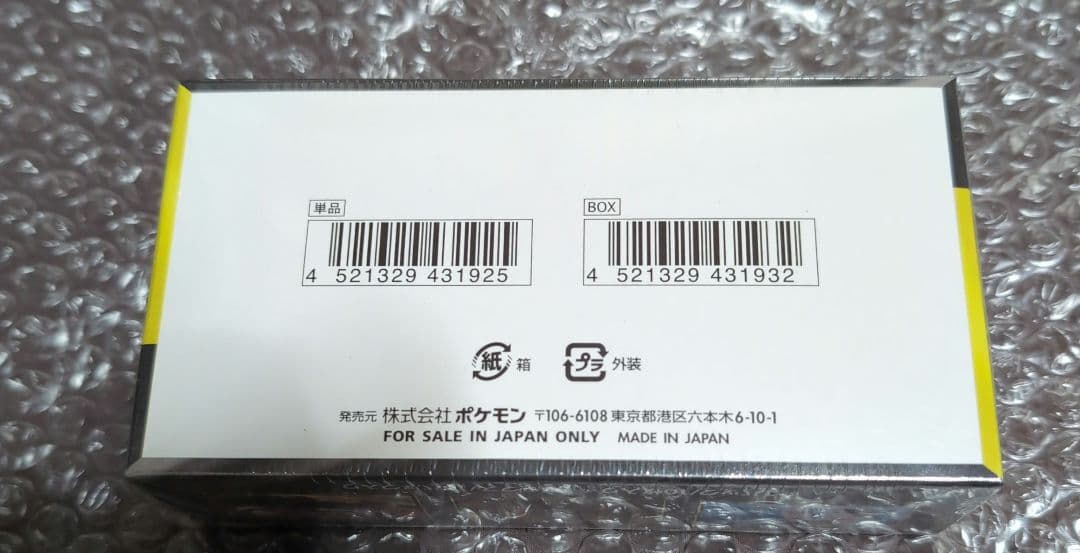 単品
BOX
4 521329 431925
4 521329 431932
紙 箱
プラ 外装
発売元 株式会社 ポケモン 〒106-6108 東京都港区六本木6-10-1
FOR SALE IN JAPAN ONLY MADE IN JAPAN